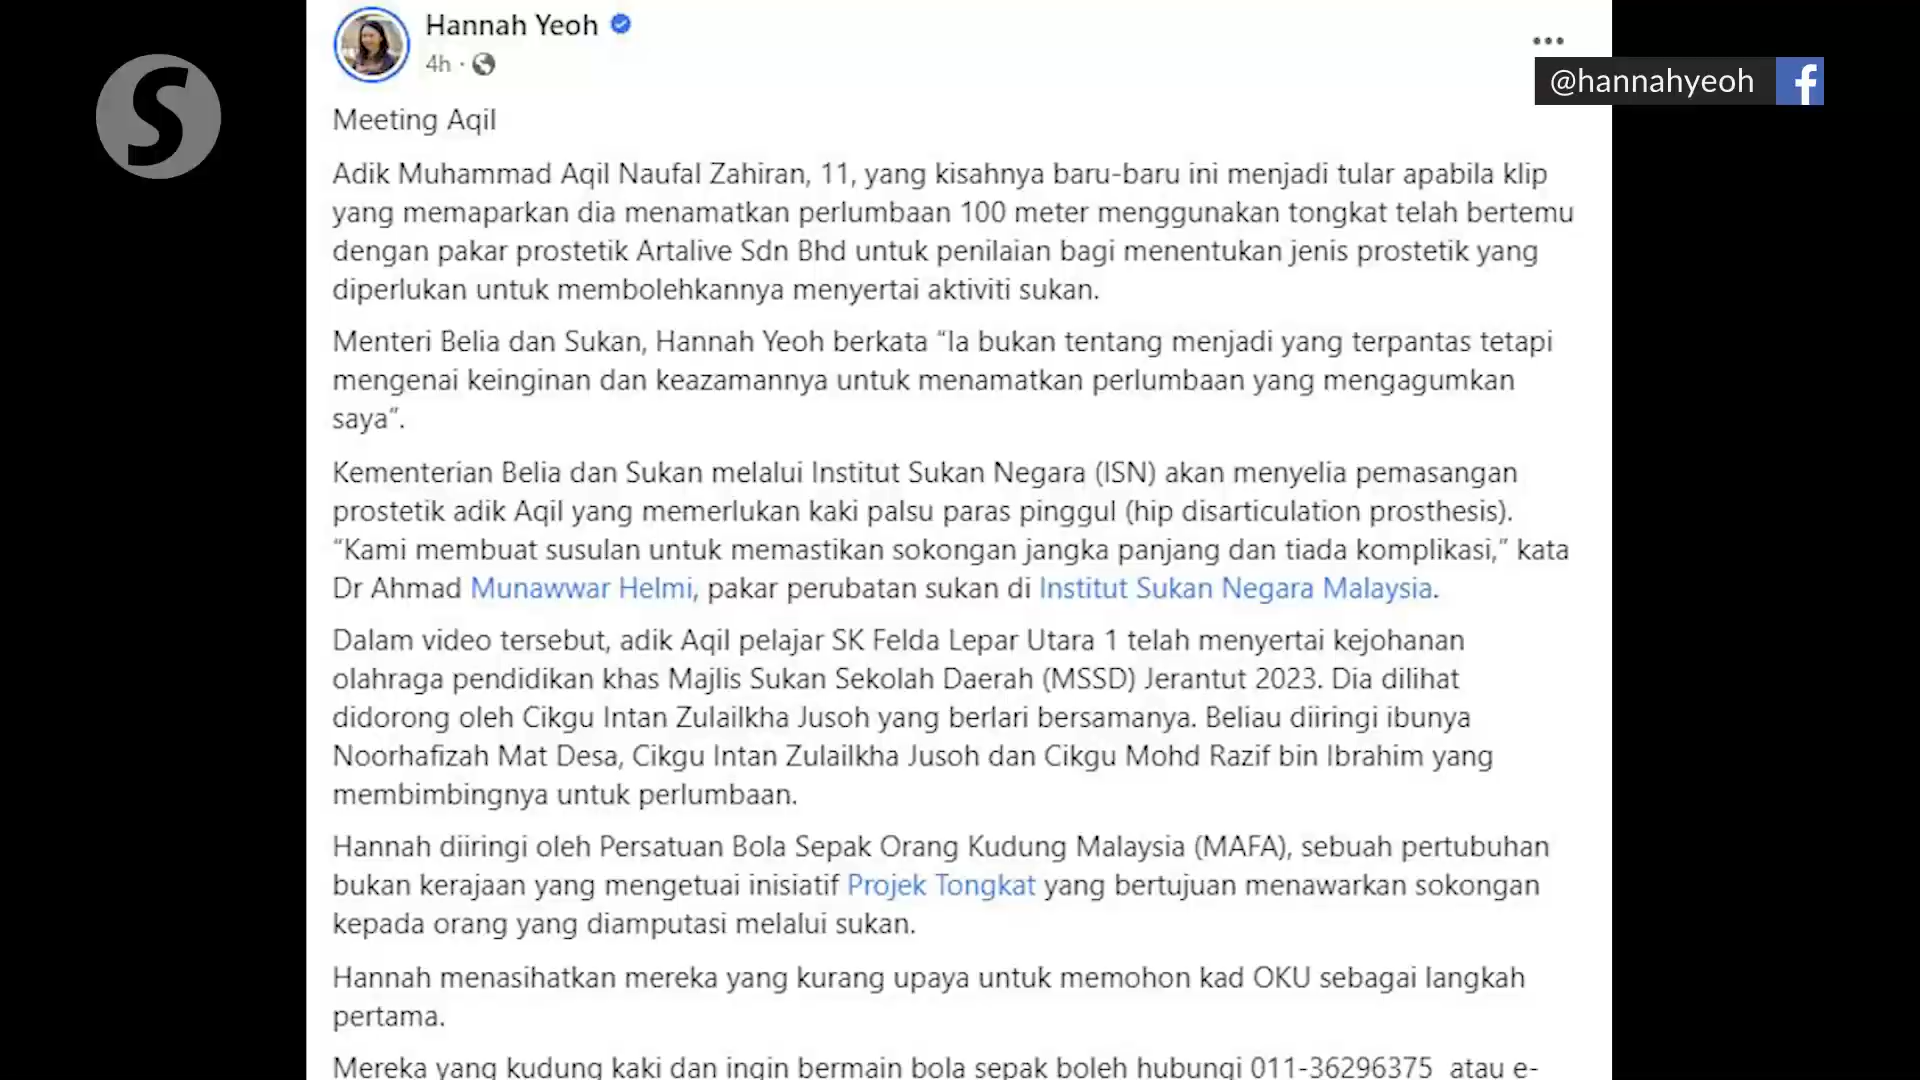 S
Hannah Yeoh
4h ·
@hannahyeoh f
Meeting Aqil
Adik Muhammad Aqil Naufal Zahiran, 11, yang kisahnya baru-baru ini menjadi tular apabila klip
yang memaparkan dia menamatkan perlumbaan 100 meter menggunakan tongkat telah bertemu
dengan pakar prostetik Artalive Sdn Bhd untuk penilaian bagi menentukan jenis prostetik yang
diperlukan untuk membolehkannya menyertai aktiviti sukan.
Menteri Belia dan Sukan, Hannah Yeoh berkata “Ia bukan tentang menjadi yang terpantas tetapi
mengenai keinginan dan keazamannya untuk menamatkan perlumbaan yang mengagumkan
saya”.
Kementerian Belia dan Sukan melalui Institut Sukan Negara (ISN) akan menyelia pemasangan
prostetik adik Aqil yang memerlukan kaki palsu paras pinggul (hip disarticulation prosthesis).
“Kami membuat susulan untuk memastikan sokongan jangka panjang dan tiada komplikasi,” kata
Dr Ahmad Munawwar Helmi, pakar perubatan sukan di Institut Sukan Negara Malaysia.
Dalam video tersebut, adik Aqil pelajar SK Felda Lepar Utara 1 telah menyertai kejohanan
olahraga pendidikan khas Majlis Sukan Sekolah Daerah (MSSD) Jerantut 2023. Dia dilihat
didorong oleh Cikgu Intan Zulailkha Jusoh yang berlari bersamanya. Beliau diiringi ibunya
Noorhafizah Mat Desa, Cikgu Intan Zulailkha Jusoh dan Cikgu Mohd Razif bin Ibrahim yang
membimbingnya untuk perlumbaan.
Hannah diiringi oleh Persatuan Bola Sepak Orang Kudung Malaysia (MAFA), sebuah pertubuhan
bukan kerajaan yang mengetuai inisiatif Projek Tongkat yang bertujuan menawarkan sokongan
kepada orang yang diamputasi melalui sukan.
Hannah menasihatkan mereka yang kurang upaya untuk memohon kad OKU sebagai langkah
pertama.
Mereka yang kudung kaki dan ingin bermain bola sepak boleh hubungi 011-36296375 atau e-